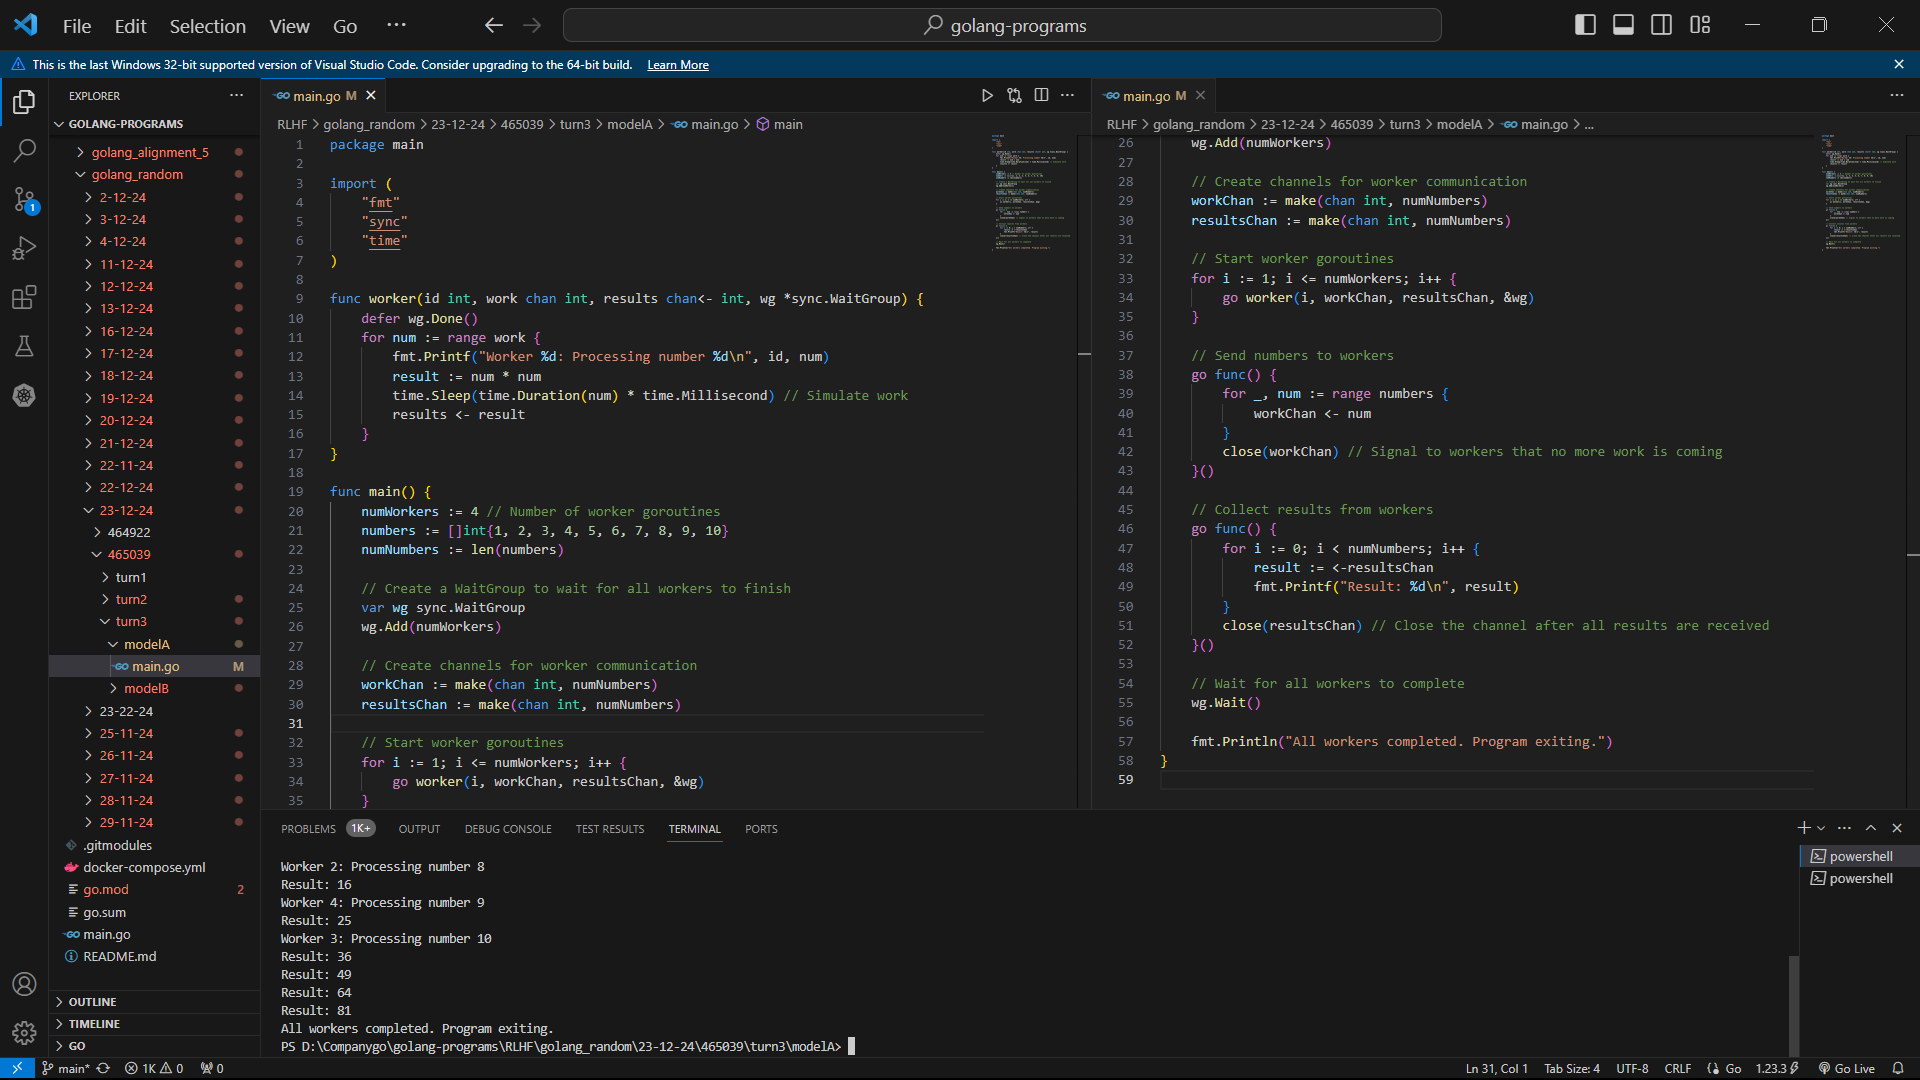 File Edit Selection View Go ··· golang-programs
This is the last Windows 32-bit supported version of Visual Studio Code. Consider upgrading to the 64-bit build. Learn More
EXPLORER ···
GOLANG-PROGRAMS
golang_alignment_5
golang_random
2-12-24
3-12-24
4-12-24
11-12-24
12-12-24
13-12-24
16-12-24
17-12-24
18-12-24
19-12-24
20-12-24
21-12-24
22-11-24
22-12-24
23-12-24
464922
465039
turn1
turn2
turn3
modelA
main.go M
modelB
23-22-24
25-11-24
26-11-24
27-11-24
28-11-24
29-11-24
.gitmodules
docker-compose.yml
go.mod 2
go.sum
main.go
README.md
OUTLINE
TIMELINE
GO
1
main.go M
RLHF > golang_random > 23-12-24 > 465039 > turn3 > modelA > main.go > main
1 package main
2
3 import (
4 "fmt"
5 "sync"
6 "time"
7 )
8
9 func worker(id int, work chan int, results chan<- int, wg *sync.WaitGroup) {
10 defer wg.Done()
11 for num := range work {
12 fmt.Printf("Worker %d: Processing number %d\n", id, num)
13 result := num * num
14 time.Sleep(time.Duration(num) * time.Millisecond) // Simulate work
15 results <- result
16 }
17 }
18
19 func main() {
20 numWorkers := 4 // Number of worker goroutines
21 numbers := []int{1, 2, 3, 4, 5, 6, 7, 8, 9, 10}
22 numNumbers := len(numbers)
23
24 // Create a WaitGroup to wait for all workers to finish
25 var wg sync.WaitGroup
26 wg.Add(numWorkers)
27
28 // Create channels for worker communication
29 workChan := make(chan int, numNumbers)
30 resultsChan := make(chan int, numNumbers)
31
32 // Start worker goroutines
33 for i := 1; i <= numWorkers; i++ {
34 go worker(i, workChan, resultsChan, &wg)
35 }
main.go M
RLHF > golang_random > 23-12-24 > 465039 > turn3 > modelA > main.go > ...
26 wg.Add(numWorkers)
27
28 // Create channels for worker communication
29 workChan := make(chan int, numNumbers)
30 resultsChan := make(chan int, numNumbers)
31
32 // Start worker goroutines
33 for i := 1; i <= numWorkers; i++ {
34 go worker(i, workChan, resultsChan, &wg)
35 }
36
37 // Send numbers to workers
38 go func() {
39 for _, num := range numbers {
40 workChan <- num
41 }
42 close(workChan) // Signal to workers that no more work is coming
43 }()
44
45 // Collect results from workers
46 go func() {
47 for i := 0; i < numNumbers; i++ {
48 result := <-resultsChan
49 fmt.Printf("Result: %d\n", result)
50 }
51 close(resultsChan) // Close the channel after all results are received
52 }()
53
54 // Wait for all workers to complete
55 wg.Wait()
56
57 fmt.Println("All workers completed. Program exiting.")
58 }
59
PROBLEMS 1K+ OUTPUT DEBUG CONSOLE TEST RESULTS TERMINAL PORTS
Worker 2: Processing number 8
Result: 16
Worker 4: Processing number 9
Result: 25
Worker 3: Processing number 10
Result: 36
Result: 49
Result: 64
Result: 81
All workers completed. Program exiting.
PS D:\Companygo\golang-programs\RLHF\golang_random\23-12-24\465039\turn3\modelA>
powershell
powershell
main* 1K 0 0 Ln 31, Col 1 Tab Size: 4 UTF-8 CRLF Go 1.23.3 Go Live